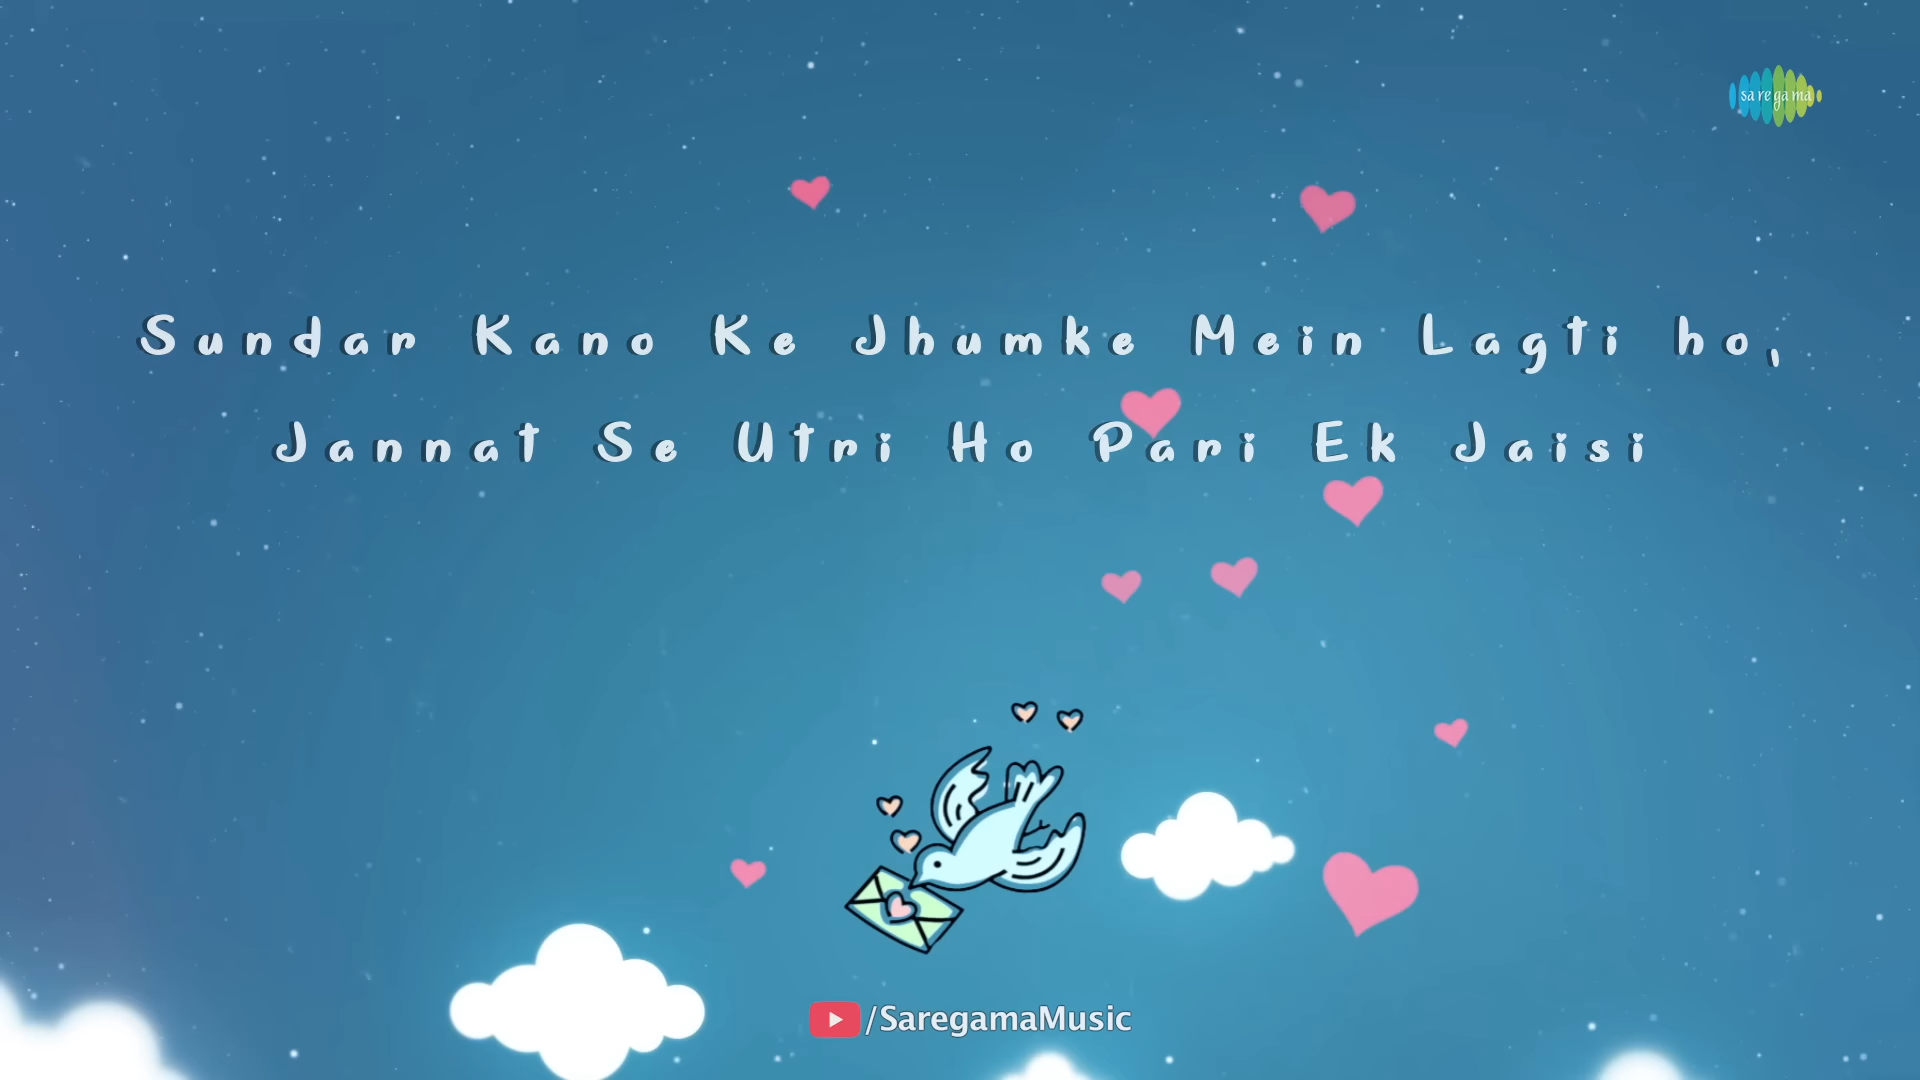 saregama
Sundar Kano Ke Jhumke Mein Lagti ho,
Jannat Se Utri Ho Pari Ek Jaisi
/SaregamaMusic